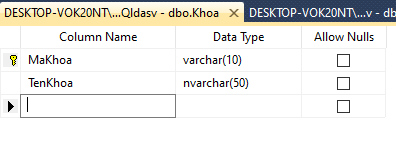 DESKTOP-VOK20NT\...Qldasv - dbo.Khoa
DESKTOP-VOK20NT\...v - db
Column Name Data Type Allow Nulls
MaKhoa varchar(10)
TenKhoa nvarchar(50)